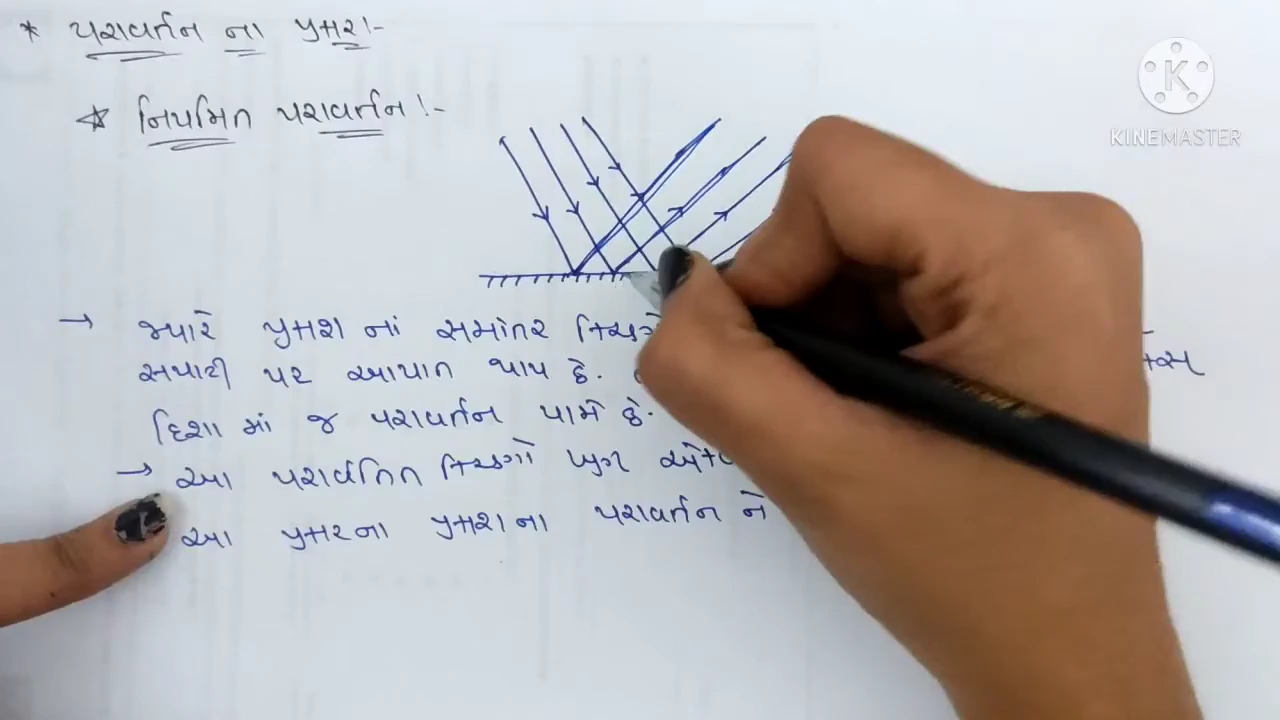 * પરાવર્તન ના પ્રકાર :-
☆ નિયમિત પરાવર્તન :-
K
KINEMASTER
→ જ્યારે પ્રકાશ નાં સમાંતર કિરણો
સપાટી પર આપાત થાય છે.
દિશા માં જ પરાવર્તન પામે છે.
→ આ પરાવર્તિત કિરણો
આ પ્રકારના પ્રકાશના પરાવર્તન ને